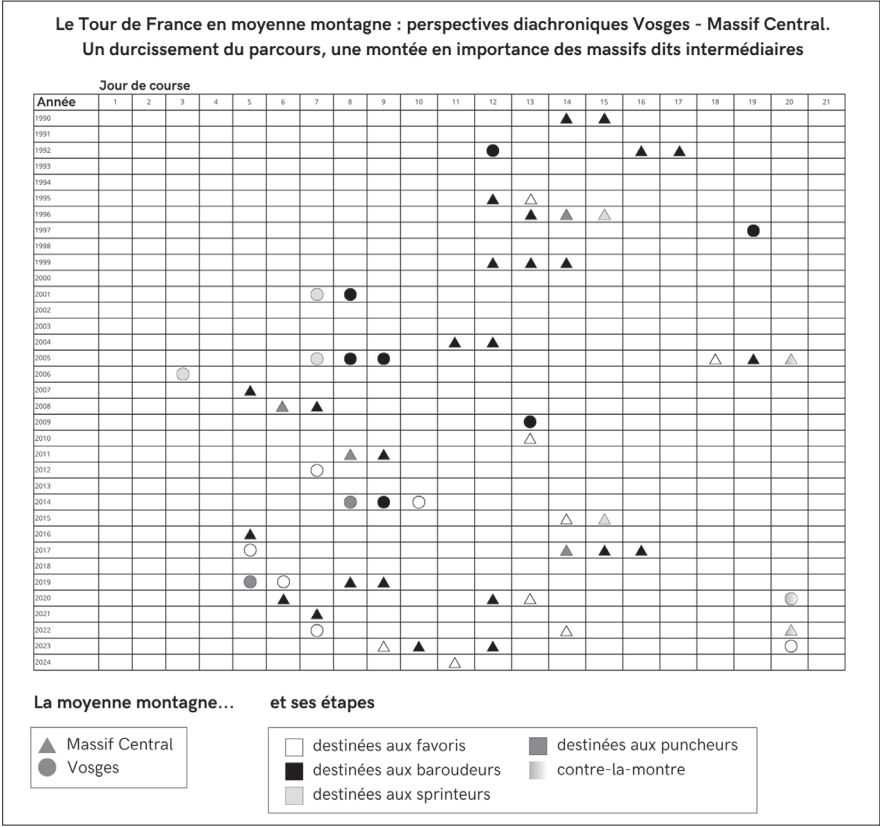 Le Tour de France en moyenne montagne : perspectives diachroniques Vosges - Massif Central.
Un durcissement du parcours, une montée en importance des massifs dits intermédiaires
Jour de course
Année 1 2 3 4 5 6 7 8 9 10 11 12 13 14 15 16 17 18 19 20 21
1990
1991
1992
1993
1994
1995
1996
1997
1998
1999
2000
2001
2002
2003
2004
2005
2006
2007
2008
2009
2010
2011
2012
2013
2014
2015
2016
2017
2018
2019
2020
2021
2022
2023
2024
La moyenne montagne... et ses étapes
Massif Central
Vosges
destinées aux favoris
destinées aux baroudeurs
destinées aux sprinteurs
destinées aux puncheurs
contre-la-montre